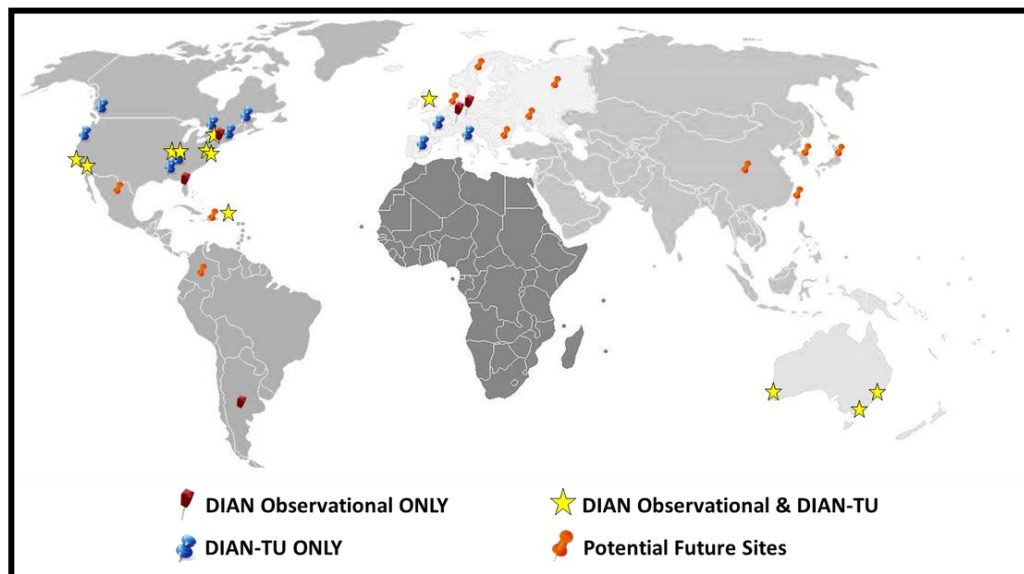 DIAN Observational ONLY
DIAN Observational & DIAN-TU
DIAN-TU ONLY
Potential Future Sites